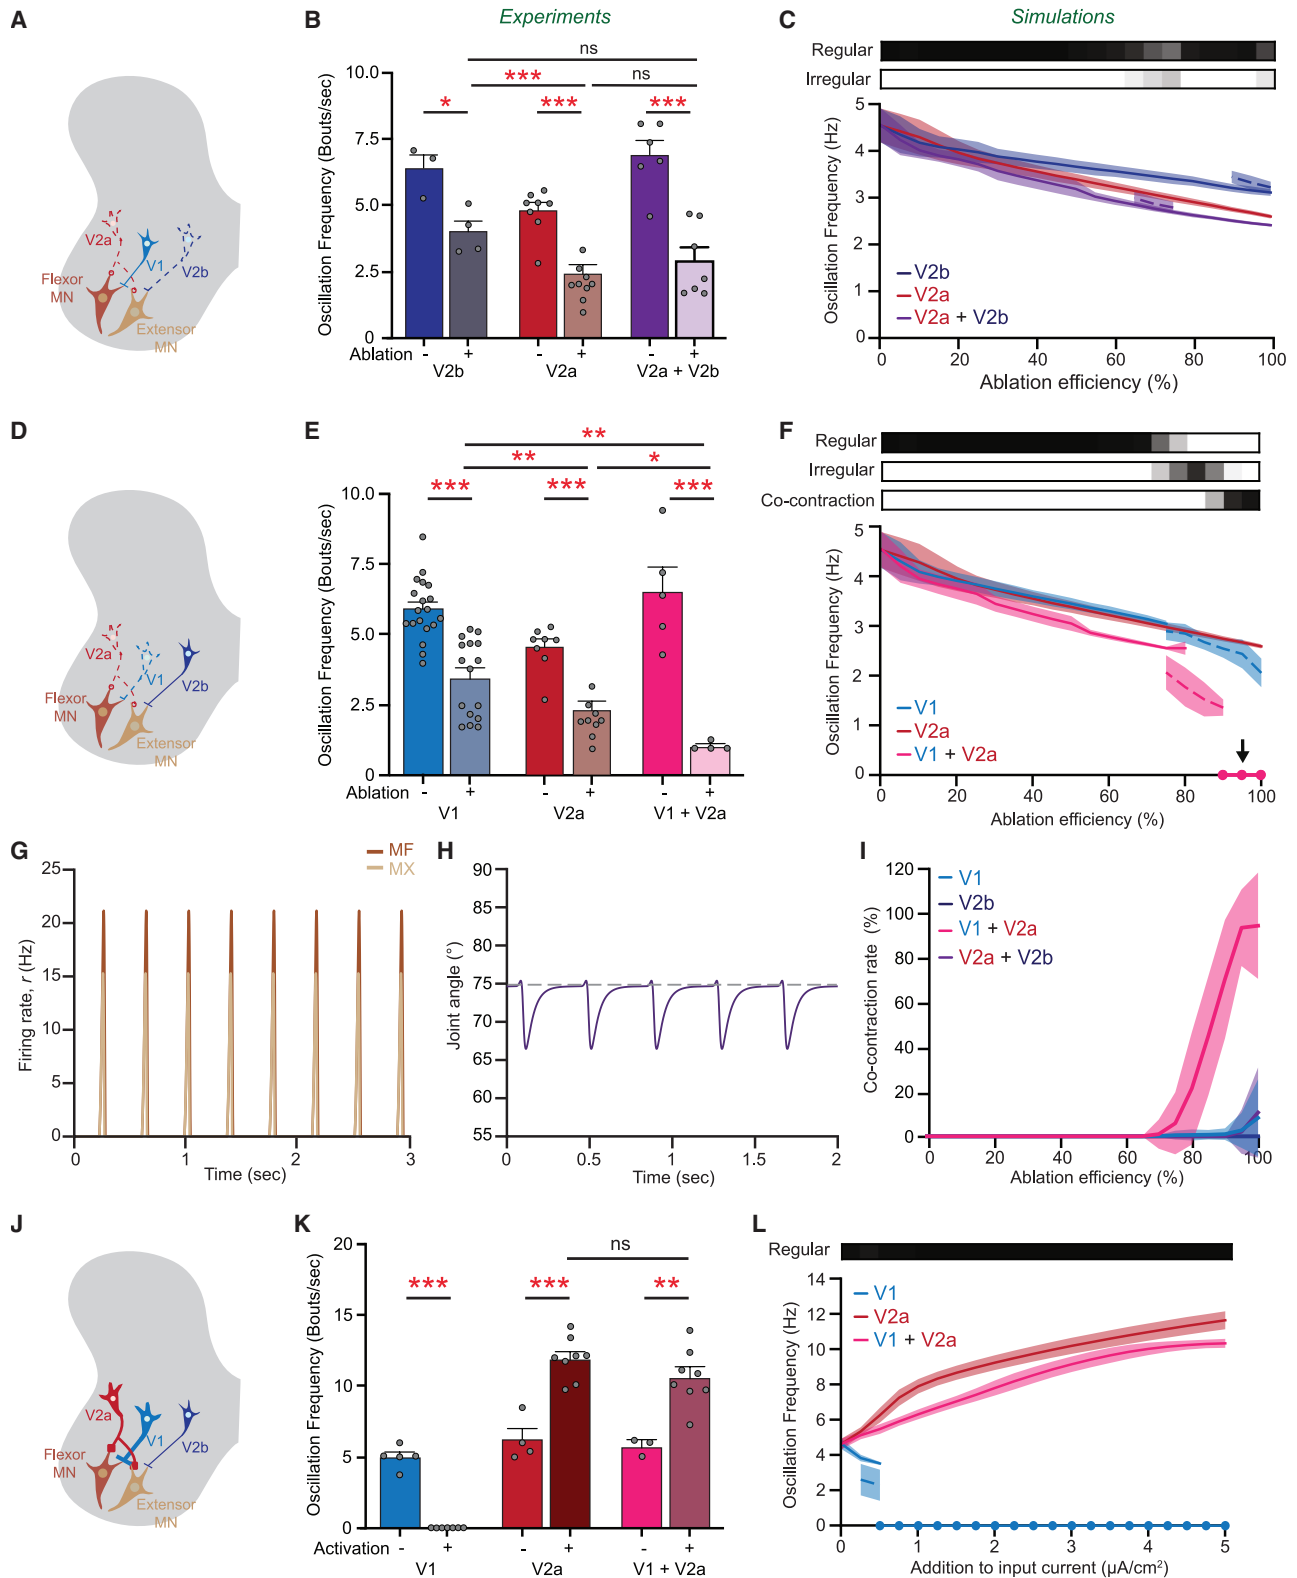 Experiments
Simulations
A
V2a
V1
V2b
Flexor
MN
Extensor
MN
B
ns
*** ns
* *** ***
Oscillation Frequency (Bouts/sec)
10.0
7.5
5.0
2.5
0
Ablation - + - + - +
V2b V2a V2a + V2b
C
Regular
Irregular
Oscillation Frequency (Hz)
5
4
3
2
1
0
V2b
V2a
V2a + V2b
0 20 40 60 80 100
Ablation efficiency (%)
D
V2a
V1
V2b
Flexor
MN
Extensor
MN
E
**
** *
*** *** ***
Oscillation Frequency (Bouts/sec)
10.0
7.5
5.0
2.5
0
Ablation - + - + - +
V1 V2a V1 + V2a
F
Regular
Irregular
Co-contraction
Oscillation Frequency (Hz)
5
4
3
2
1
0
V1
V2a
V1 + V2a
0 20 40 60 80 100
Ablation efficiency (%)
G
MF
MX
Firing rate, r (Hz)
25
20
15
10
5
0
0 1 2 3
Time (sec)
H
Joint angle (°)
90
85
80
75
70
65
60
55
0 0.5 1 1.5 2
Time (sec)
I
V1
V2b
V1 + V2a
V2a + V2b
Co-contraction rate (%)
120
100
80
60
40
20
0
0 20 40 60 80 100
Ablation efficiency (%)
J
V2a
V1
V2b
Flexor
MN
Extensor
MN
K
ns
*** *** **
Oscillation Frequency (Bouts/sec)
20
15
10
5
0
Activation - + - + - +
V1 V2a V1 + V2a
L
Regular
Oscillation Frequency (Hz)
14
12
10
8
6
4
2
0
V1
V2a
V1 + V2a
0 1 2 3 4 5
Addition to input current (µA/cm²)